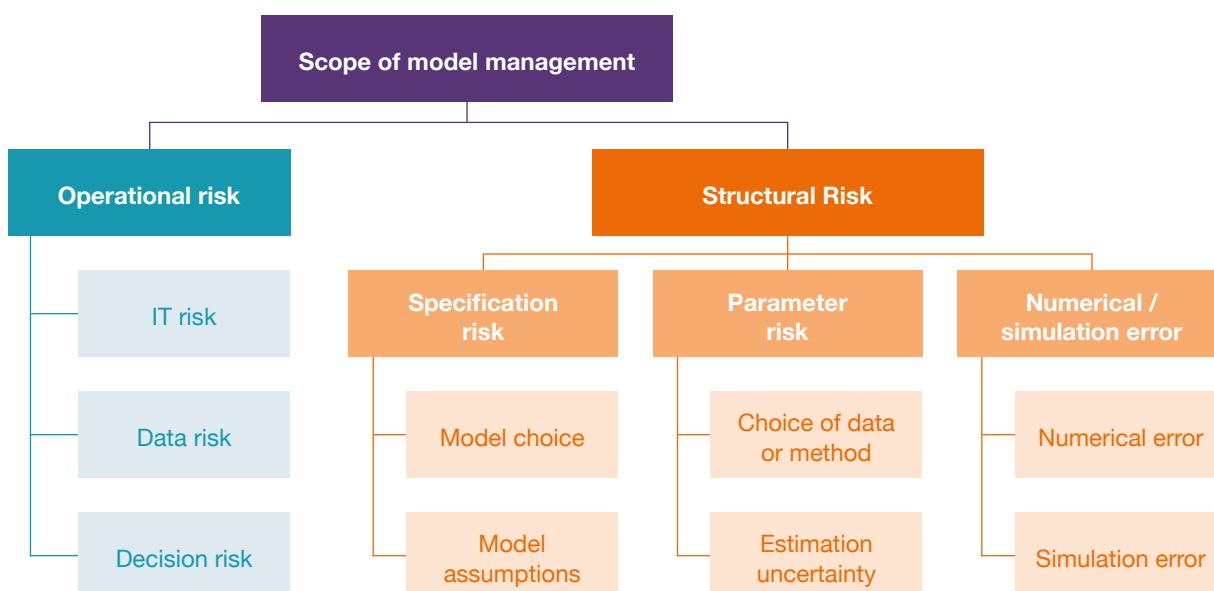 Scope of model management
Operational risk
Structural Risk
IT risk
Data risk
Decision risk
Specification
risk
Model choice
Model
assumptions
Parameter
risk
Choice of data
or method
Estimation
uncertainty
Numerical /
simulation error
Numerical error
Simulation error